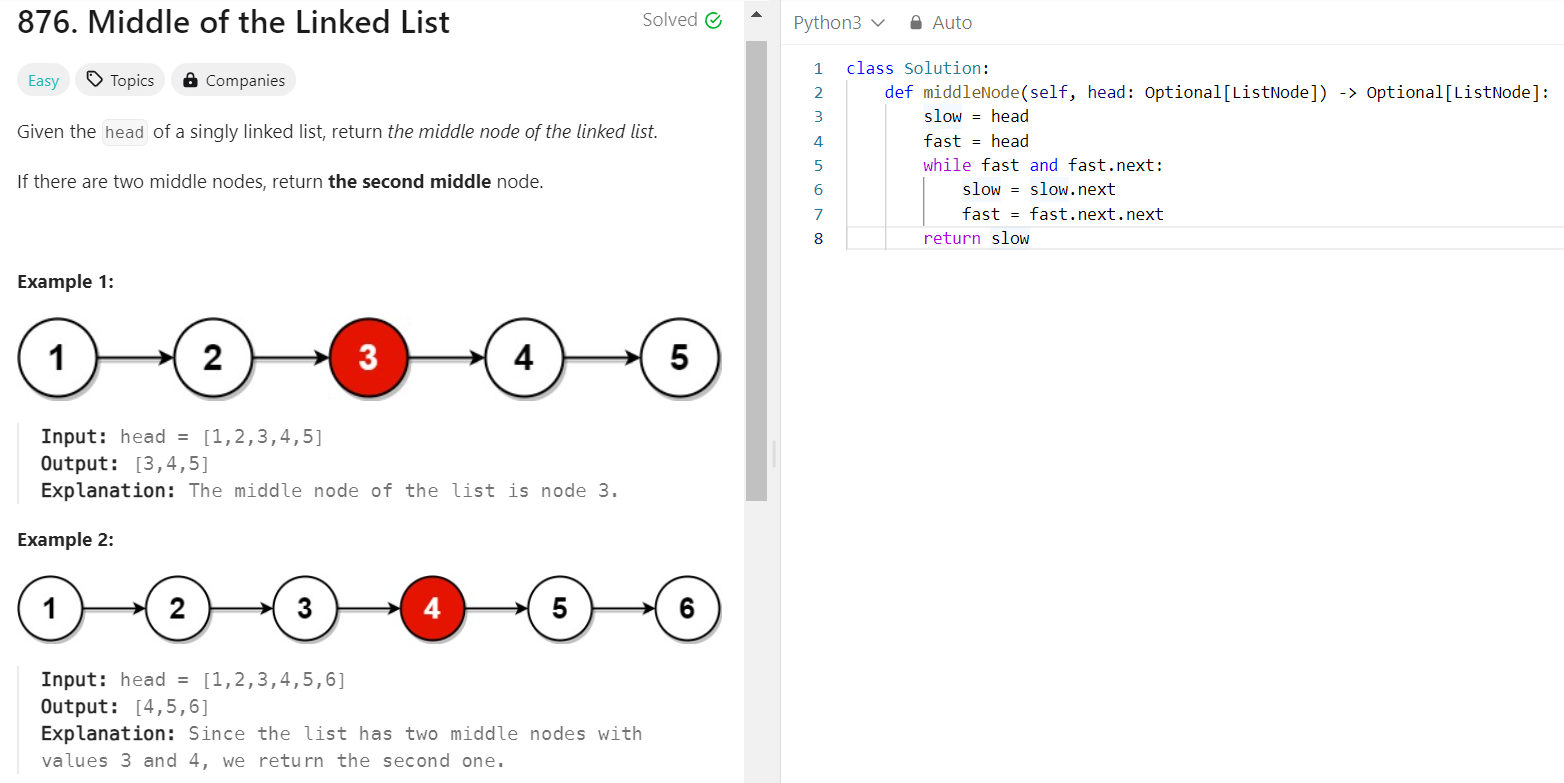 876. Middle of the Linked List
Solved
Easy
Topics
Companies
Given the head of a singly linked list, return the middle node of the linked list.
If there are two middle nodes, return the second middle node.
Example 1:
1 2 3 4 5
Input: head = [1,2,3,4,5]
Output: [3,4,5]
Explanation: The middle node of the list is node 3.
Example 2:
1 2 3 4 5 6
Input: head = [1,2,3,4,5,6]
Output: [4,5,6]
Explanation: Since the list has two middle nodes with
values 3 and 4, we return the second one.
Python3
Auto
1 class Solution:
2     def middleNode(self, head: Optional[ListNode]) -> Optional[ListNode]:
3         slow = head
4         fast = head
5         while fast and fast.next:
6             slow = slow.next
7             fast = fast.next.next
8         return slow